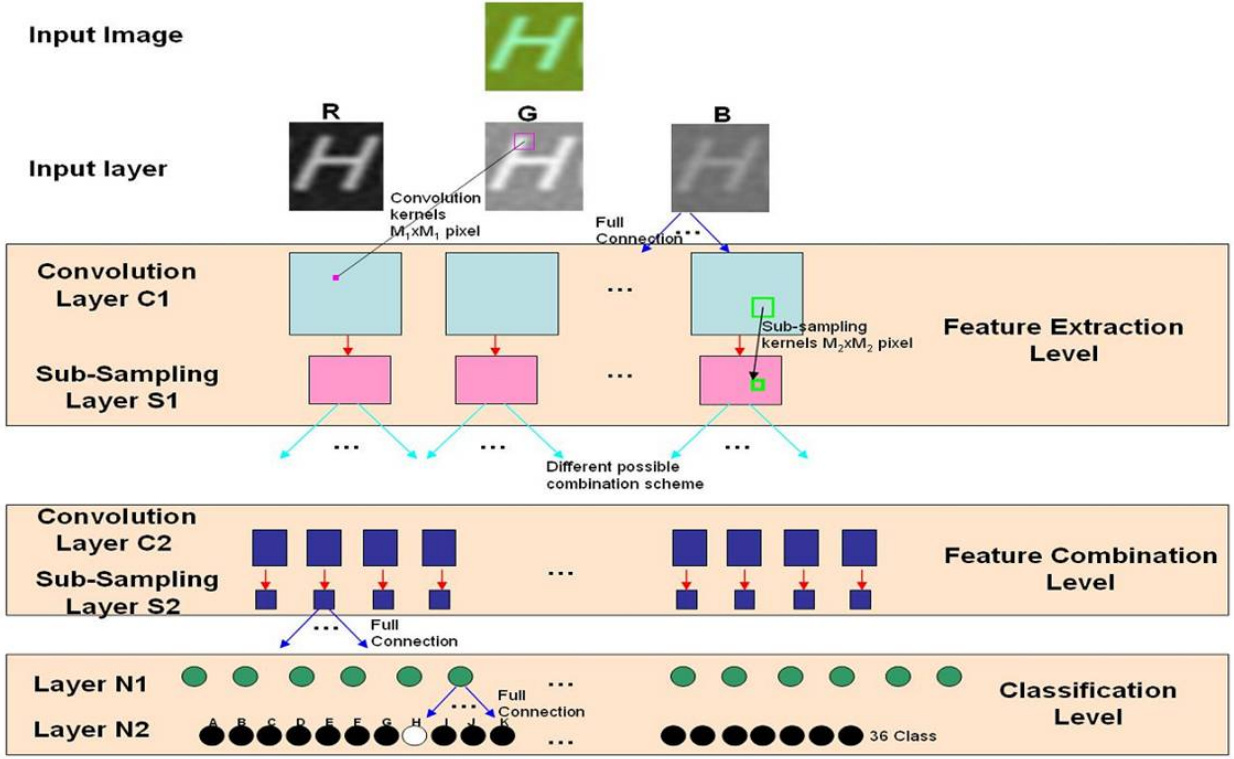 Input Image
R G B
Input layer
Convolution
kernels
M₁xM₁ pixel
Full
Connection
...
Convolution
Layer C1
...
Sub-sampling
kernels M₂xM₂ pixel
Feature Extraction
Level
Sub-Sampling
Layer S1
...
... ... ...
Different possible
combination scheme
Convolution
Layer C2
...
Sub-Sampling
Layer S2
Feature Combination
Level
...
Full
Connection
Layer N1
...
...
Full
Connection
Classification
Level
A B C D E F G H I J K
Layer N2
...
36 Class